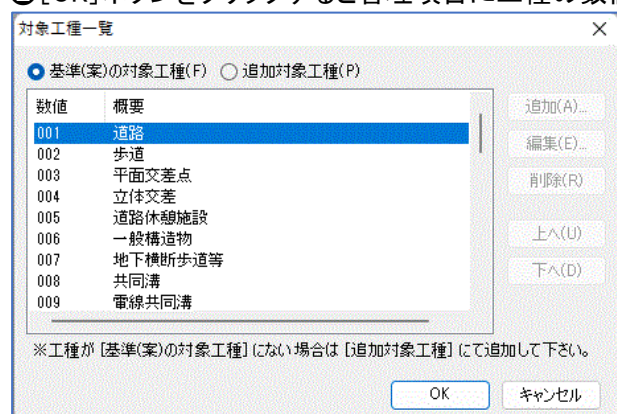 対象工種一覧
基準(案)の対象工種(F) 追加対象工種(P)
数値 概要
001 道路
002 歩道
003 平面交差点
004 立体交差
005 道路休憩施設
006 一般構造物
007 地下横断歩道等
008 共同溝
009 電線共同溝
追加(A)...
編集(E)...
削除(R)
上へ(U)
下へ(D)
※工種が [基準(案)の対象工種] にない場合は [追加対象工種] にて追加して下さい。
OK キャンセル